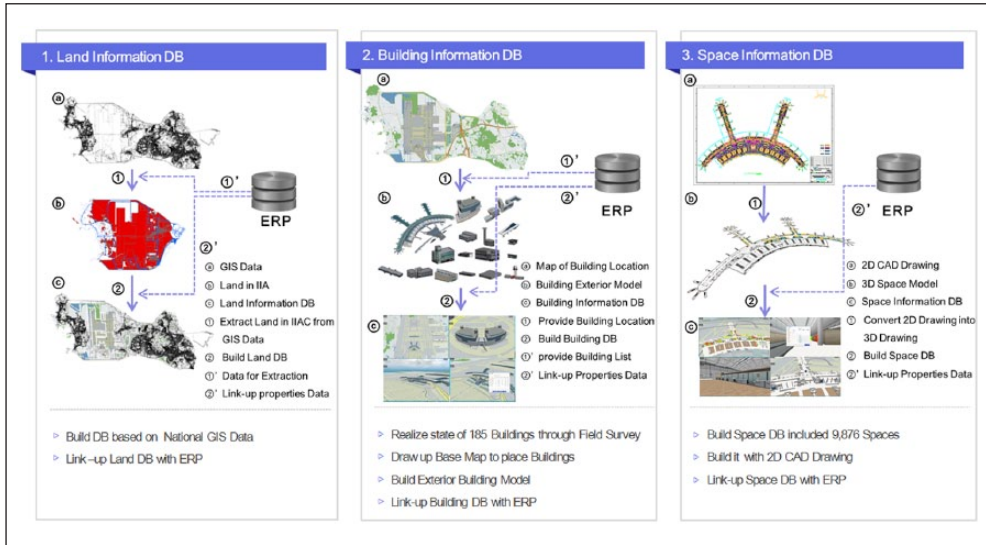 1. Land Information DB
ⓐ
①
①'
ERP
ⓑ
②'
②
ⓒ
ⓐ GIS Data
ⓑ Land in IIA
ⓒ Land Information DB
① Extract Land in IIAC from
GIS Data
② Build Land DB
①' Data for Extraction
②' Link-up properties Data
> Build DB based on National GIS Data
> Link-up Land DB with ERP
2. Building Information DB
ⓐ
①'
①
②'
ERP
ⓑ
②
ⓒ
ⓐ Map of Building Location
ⓑ Building Exterior Model
ⓒ Building Information DB
① Provide Building Location
② Build Building DB
①' provide Building List
②' Link-up Properties Data
> Realize state of 185 Buildings through Field Survey
> Draw up Base Map to place Buildings
> Build Exterior Building Model
> Link-up Building DB with ERP
3. Space Information DB
ⓐ
ⓑ
①
②'
ERP
②
ⓒ
ⓐ 2D CAD Drawing
ⓑ 3D Space Model
ⓒ Space Information DB
① Convert 2D Drawing into
3D Drawing
② Build Space DB
②' Link-up Properties Data
> Build Space DB included 9,876 Spaces
> Build it with 2D CAD Drawing
> Link-up Space DB with ERP